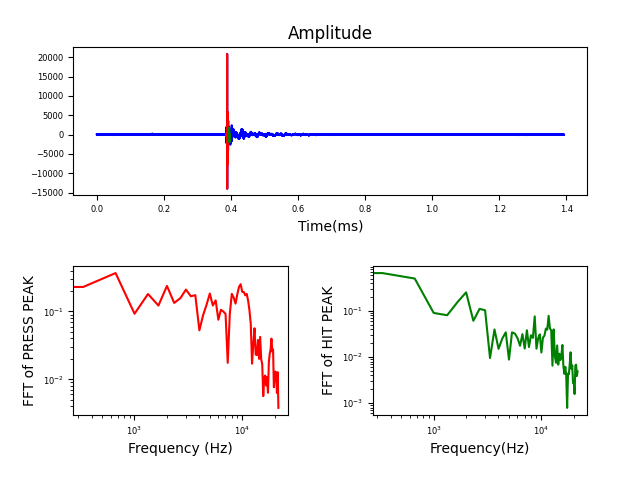 Amplitude
20000
15000
10000
5000
0
−5000
−10000
−15000
0.0 0.2 0.4 0.6 0.8 1.0 1.2 1.4
Time(ms)
FFT of PRESS PEAK
10⁻¹
10⁻²
10³ 10⁴
Frequency (Hz)
FFT of HIT PEAK
10⁻¹
10⁻²
10⁻³
10³ 10⁴
Frequency(Hz)